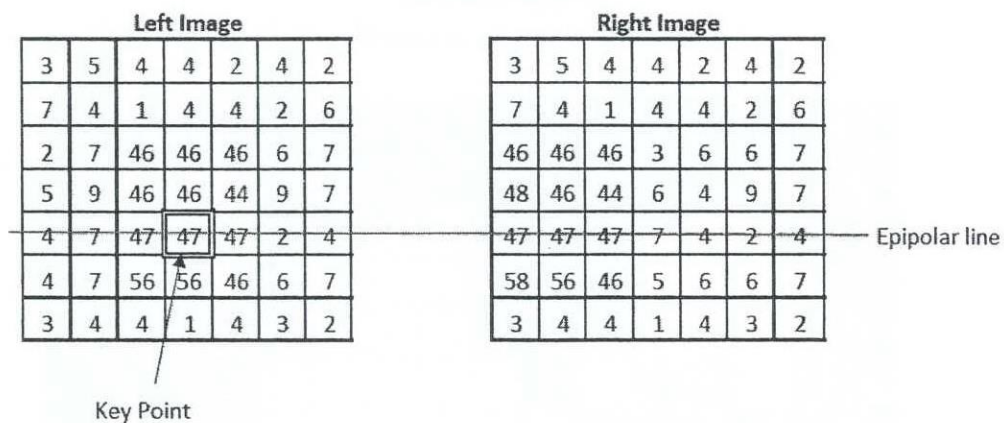 Left Image Right Image
3 5 4 4 2 4 2 3 5 4 4 2 4 2
7 4 1 4 4 2 6 7 4 1 4 4 2 6
2 7 46 46 46 6 7 46 46 46 3 6 6 7
5 9 46 46 44 9 7 48 46 44 6 4 9 7
4 7 47 47 47 2 4 47 47 47 7 4 2 4 Epipolar line
4 7 56 56 46 6 7 58 56 46 5 6 6 7
3 4 4 1 4 3 2 3 4 4 1 4 3 2
Key Point